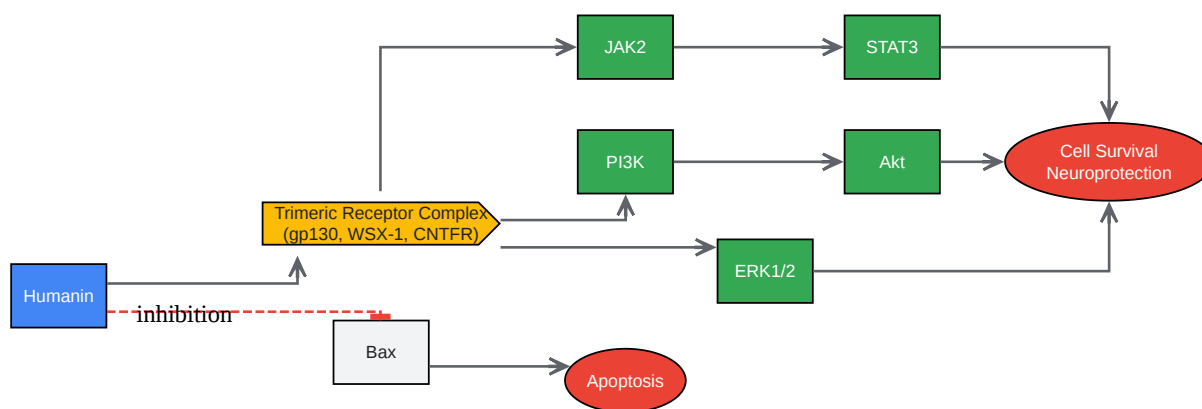 JAK2
STAT3
PI3K
Akt
Cell Survival
Neuroprotection
Trimeric Receptor Complex
(gp130, WSX-1, CNTFR)
ERK1/2
Humanin
inhibition
Bax
Apoptosis